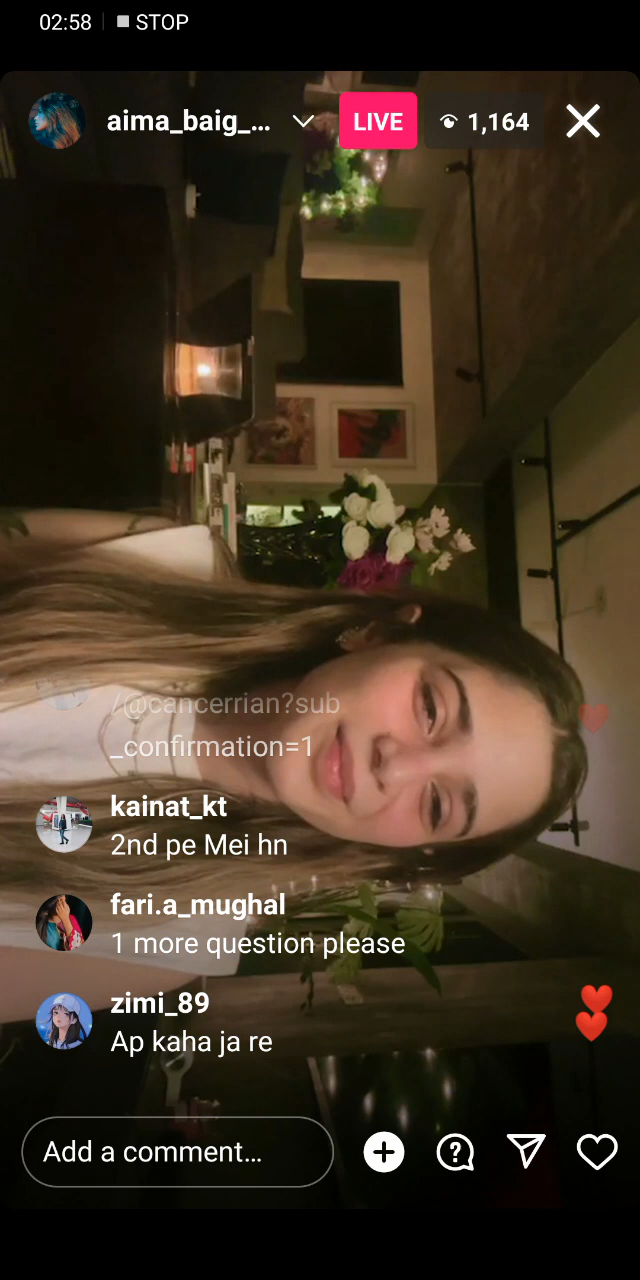 02:58 STOP
aima_baig_... LIVE 1,164
/@cancerrian?sub
_confirmation=1
kainat_kt
2nd pe Mei hn
fari.a_mughal
1 more question please
zimi_89
Ap kaha ja re
Add a comment...